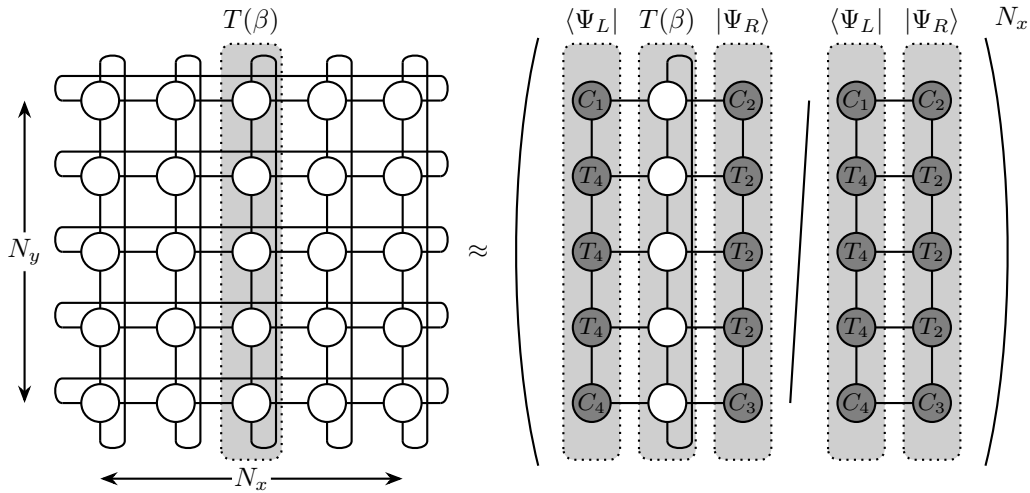 T(β) ⟨Ψ_L| T(β) |Ψ_R⟩ ⟨Ψ_L| |Ψ_R⟩ N_x
C_1 C_2 C_1 C_2
T_4 T_2 T_4 T_2
N_y ≈ T_4 T_2 T_4 T_2
T_4 T_2 T_4 T_2
C_4 C_3 C_4 C_3
N_x